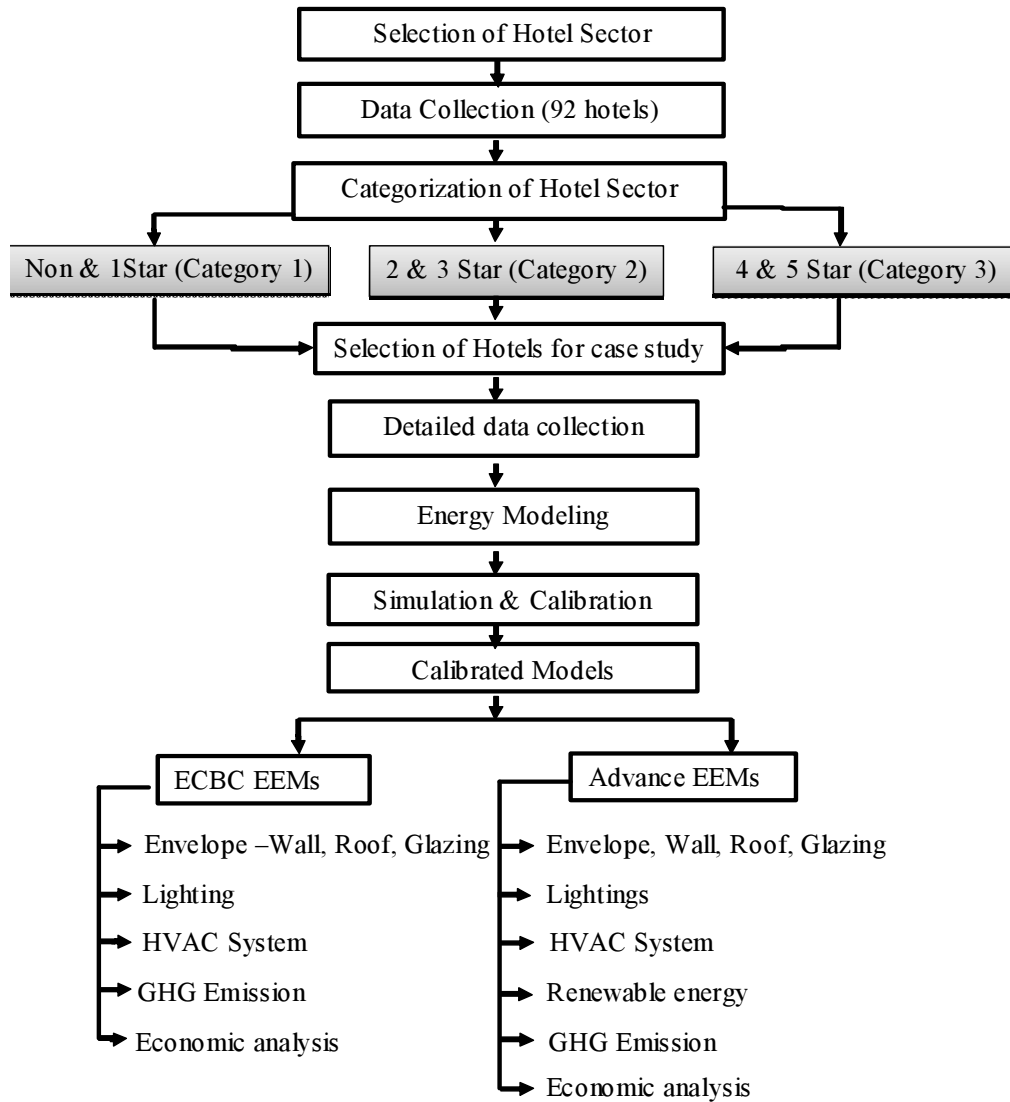 Selection of Hotel Sector
Data Collection (92 hotels)
Categorization of Hotel Sector
Non & 1Star (Category 1)
2 & 3 Star (Category 2)
4 & 5 Star (Category 3)
Selection of Hotels for case study
Detailed data collection
Energy Modeling
Simulation & Calibration
Calibrated Models
ECBC EEMs
Envelope –Wall, Roof, Glazing
Lighting
HVAC System
GHG Emission
Economic analysis
Advance EEMs
Envelope, Wall, Roof, Glazing
Lightings
HVAC System
Renewable energy
GHG Emission
Economic analysis